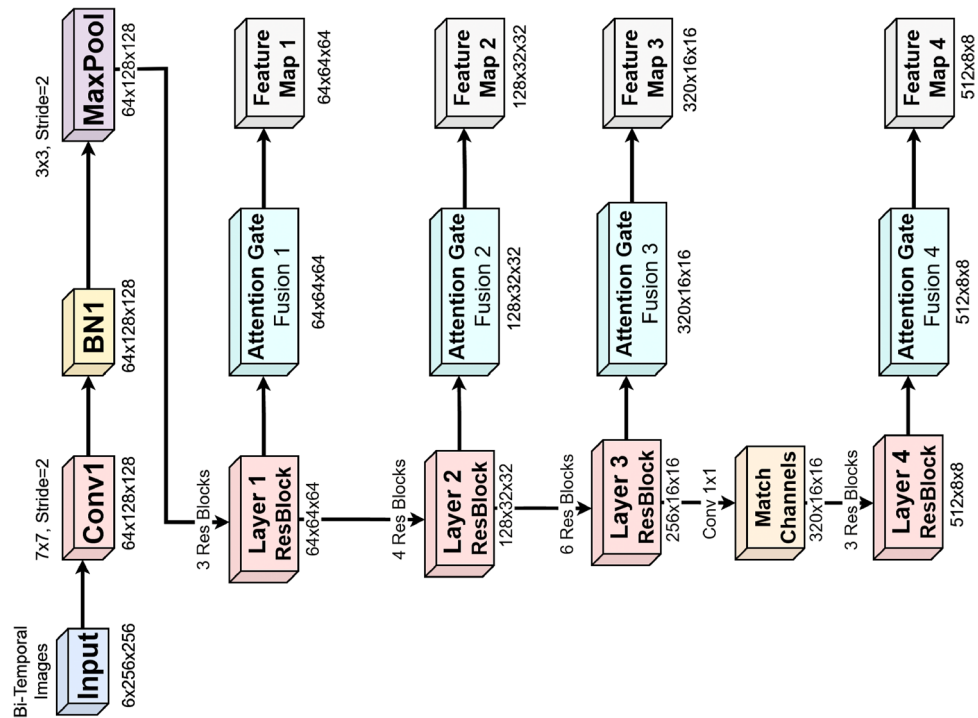 Bi-Temporal
Images
Input
6x256x256
7x7, Stride=2
Conv1
64x128x128
BN1
64x128x128
3x3, Stride=2
MaxPool
64x128x128
3 Res Blocks
Layer 1
ResBlock
64x64x64
Attention Gate
Fusion 1
64x64x64
Feature
Map 1
64x64x64
4 Res Blocks
Layer 2
ResBlock
128x32x32
Attention Gate
Fusion 2
128x32x32
Feature
Map 2
128x32x32
6 Res Blocks
Layer 3
ResBlock
256x16x16
Attention Gate
Fusion 3
320x16x16
Feature
Map 3
320x16x16
Conv 1x1
Match
Channels
320x16x16
3 Res Blocks
Layer 4
ResBlock
512x8x8
Attention Gate
Fusion 4
512x8x8
Feature
Map 4
512x8x8